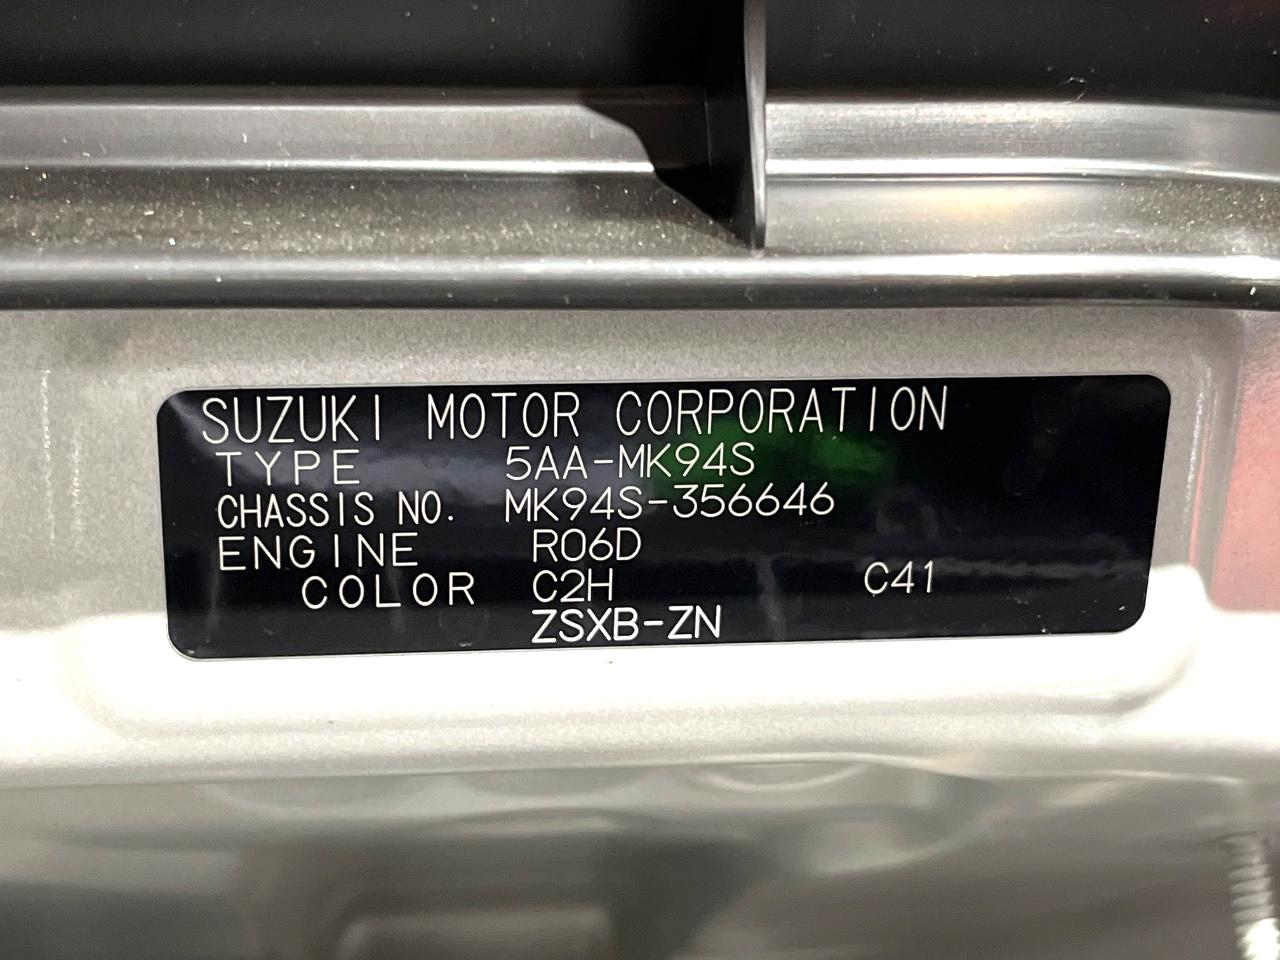 SUZUKI MOTOR CORPORATION
TYPE 5AA-MK94S
CHASSIS NO. MK94S-356646
ENGINE R06D
COLOR C2H C41
ZSXB-ZN